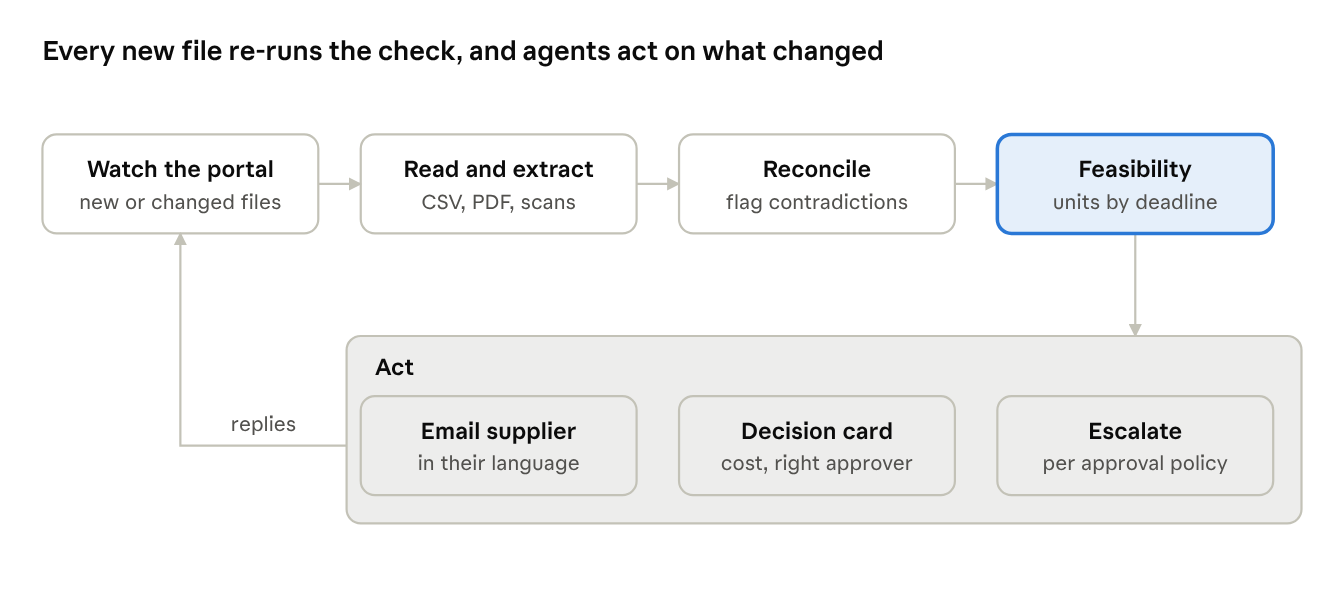 Every new file re-runs the check, and agents act on what changed
Watch the portal
new or changed files
Read and extract
CSV, PDF, scans
Reconcile
flag contradictions
Feasibility
units by deadline
Act
replies
Email supplier
in their language
Decision card
cost, right approver
Escalate
per approval policy